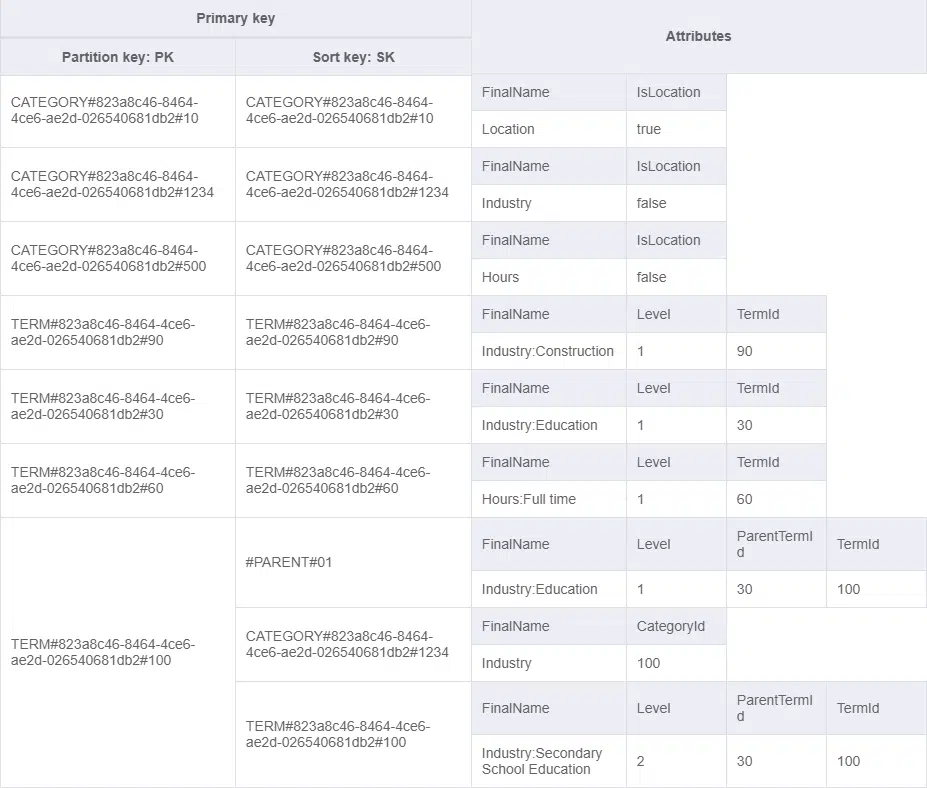 Primary key
Attributes
Partition key: PK
Sort key: SK
CATEGORY#823a8c46-8464-
4ce6-ae2d-026540681db2#10
CATEGORY#823a8c46-8464-
4ce6-ae2d-026540681db2#10
FinalName
IsLocation
Location
true
CATEGORY#823a8c46-8464-
4ce6-ae2d-026540681db2#1234
CATEGORY#823a8c46-8464-
4ce6-ae2d-026540681db2#1234
FinalName
IsLocation
Industry
false
CATEGORY#823a8c46-8464-
4ce6-ae2d-026540681db2#500
CATEGORY#823a8c46-8464-
4ce6-ae2d-026540681db2#500
FinalName
IsLocation
Hours
false
TERM#823a8c46-8464-4ce6-
ae2d-026540681db2#90
TERM#823a8c46-8464-4ce6-
ae2d-026540681db2#90
FinalName
Level
TermId
Industry:Construction
1
90
TERM#823a8c46-8464-4ce6-
ae2d-026540681db2#30
TERM#823a8c46-8464-4ce6-
ae2d-026540681db2#30
FinalName
Level
TermId
Industry:Education
1
30
TERM#823a8c46-8464-4ce6-
ae2d-026540681db2#60
TERM#823a8c46-8464-4ce6-
ae2d-026540681db2#60
FinalName
Level
TermId
Hours:Full time
1
60
TERM#823a8c46-8464-4ce6-
ae2d-026540681db2#100
#PARENT#01
FinalName
Level
ParentTermI
d
TermId
Industry:Education
1
30
100
CATEGORY#823a8c46-8464-
4ce6-ae2d-026540681db2#1234
FinalName
CategoryId
Industry
100
TERM#823a8c46-8464-4ce6-
ae2d-026540681db2#100
FinalName
Level
ParentTermI
d
TermId
Industry:Secondary
School Education
2
30
100